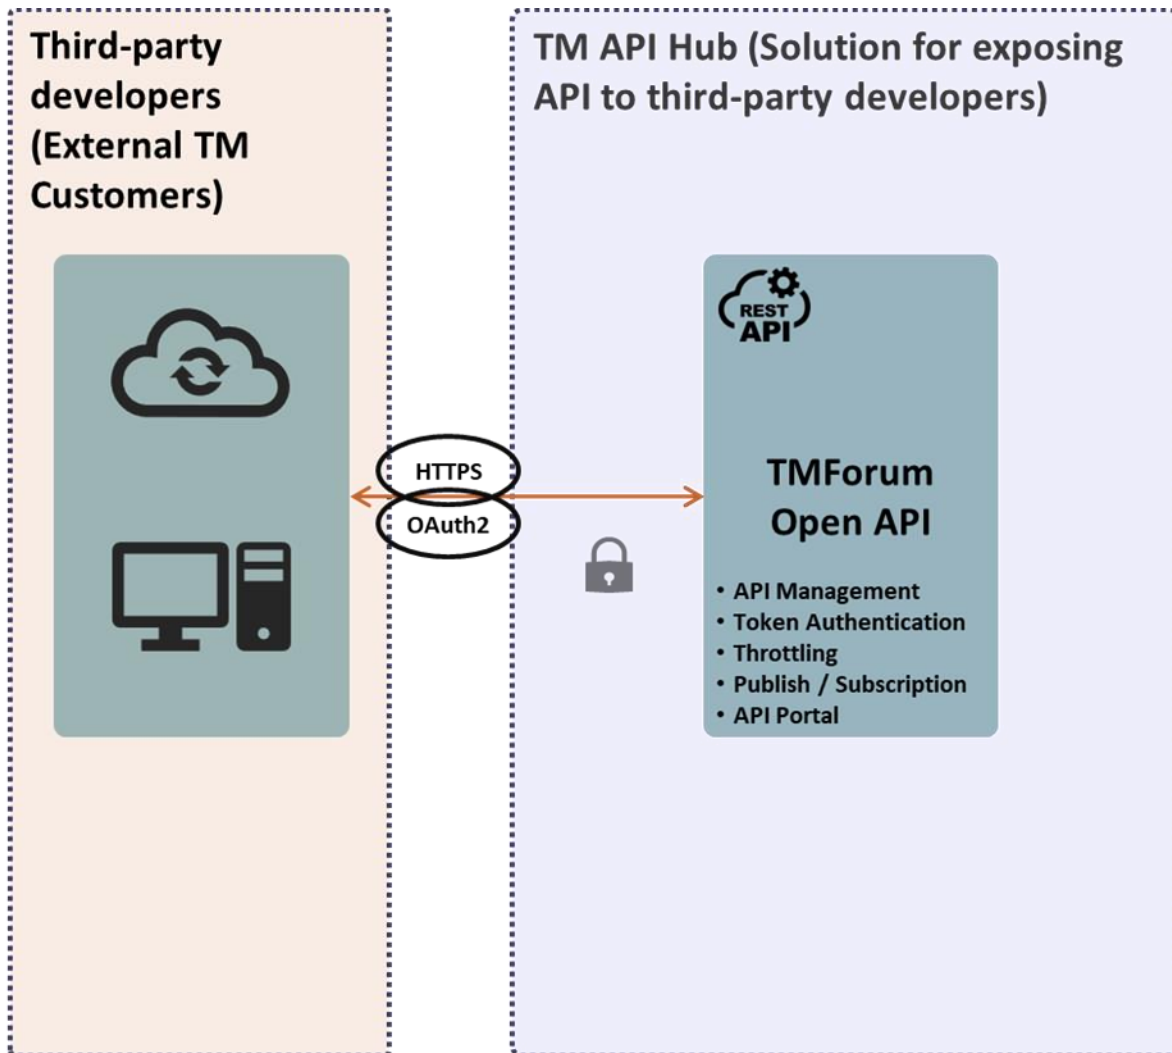 Third-party
developers
(External TM
Customers)
TM API Hub (Solution for exposing
API to third-party developers)
REST
API
HTTPS
OAuth2
TMForum
Open API
• API Management
• Token Authentication
• Throttling
• Publish / Subscription
• API Portal